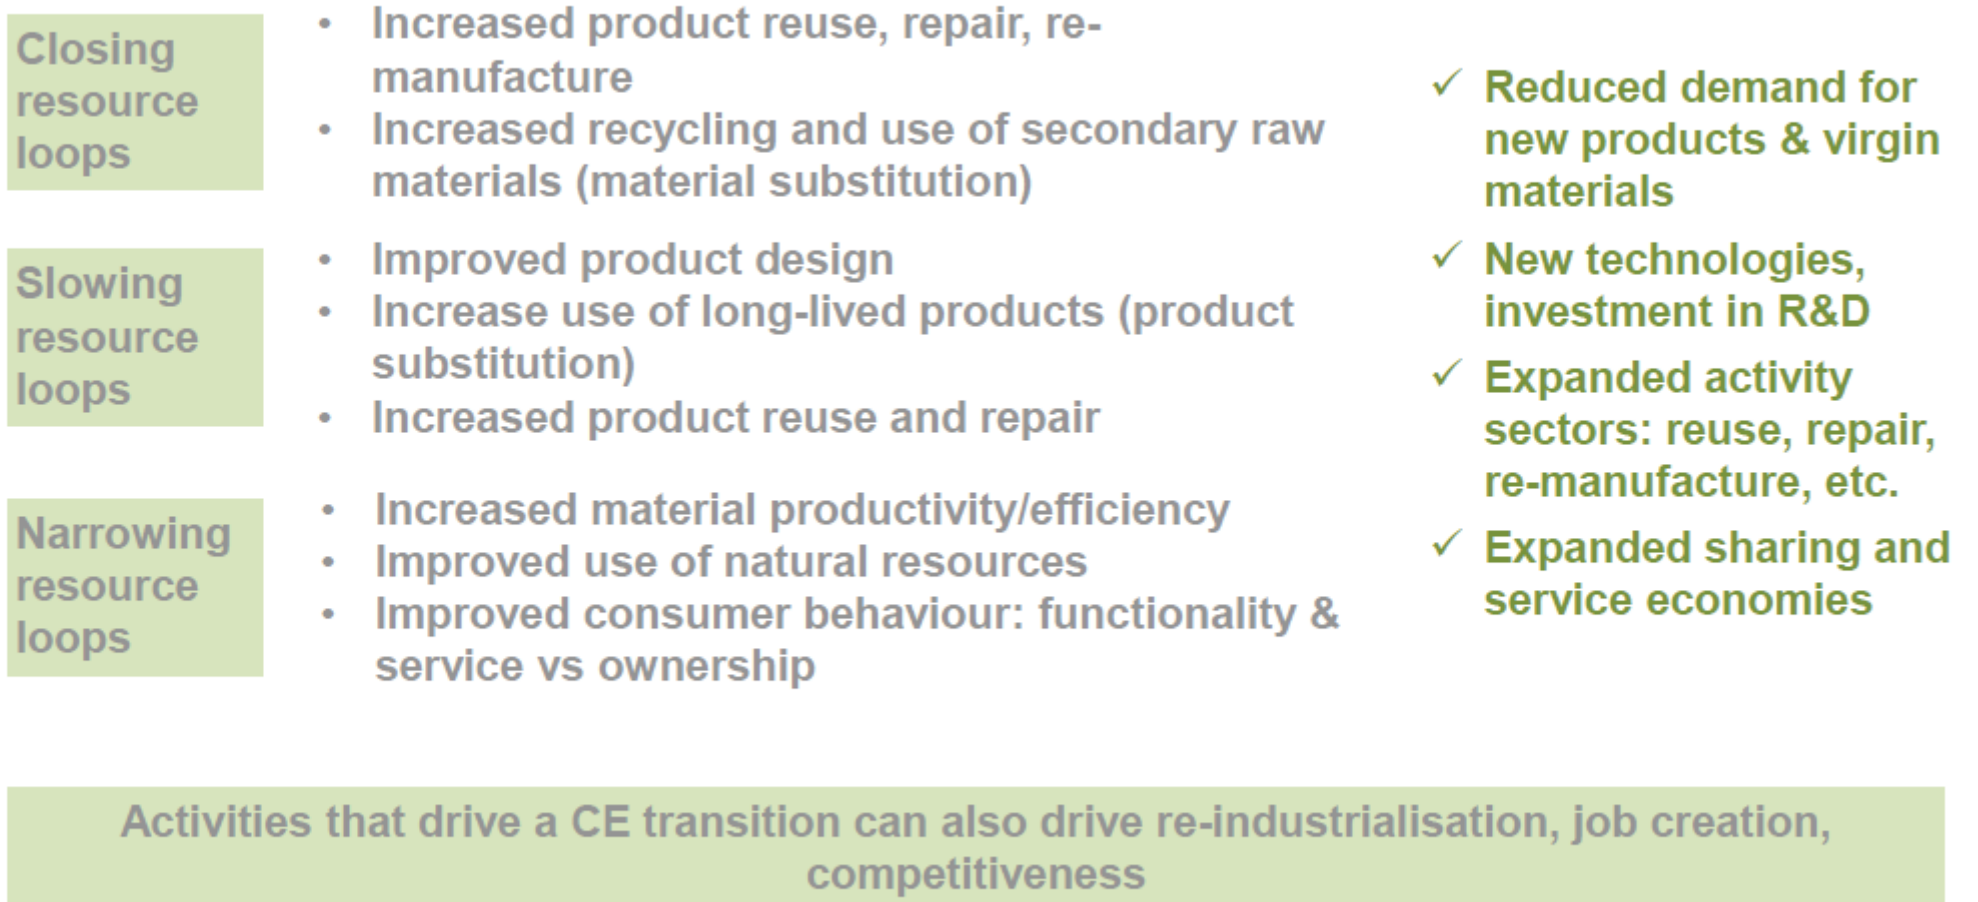 Closing
resource
loops
• Increased product reuse, repair, re-
manufacture
• Increased recycling and use of secondary raw
materials (material substitution)
Slowing
resource
loops
• Improved product design
• Increase use of long-lived products (product
substitution)
• Increased product reuse and repair
Narrowing
resource
loops
• Increased material productivity/efficiency
• Improved use of natural resources
• Improved consumer behaviour: functionality &
service vs ownership
✓ Reduced demand for
new products & virgin
materials
✓ New technologies,
investment in R&D
✓ Expanded activity
sectors: reuse, repair,
re-manufacture, etc.
✓ Expanded sharing and
service economies
Activities that drive a CE transition can also drive re-industrialisation, job creation,
competitiveness